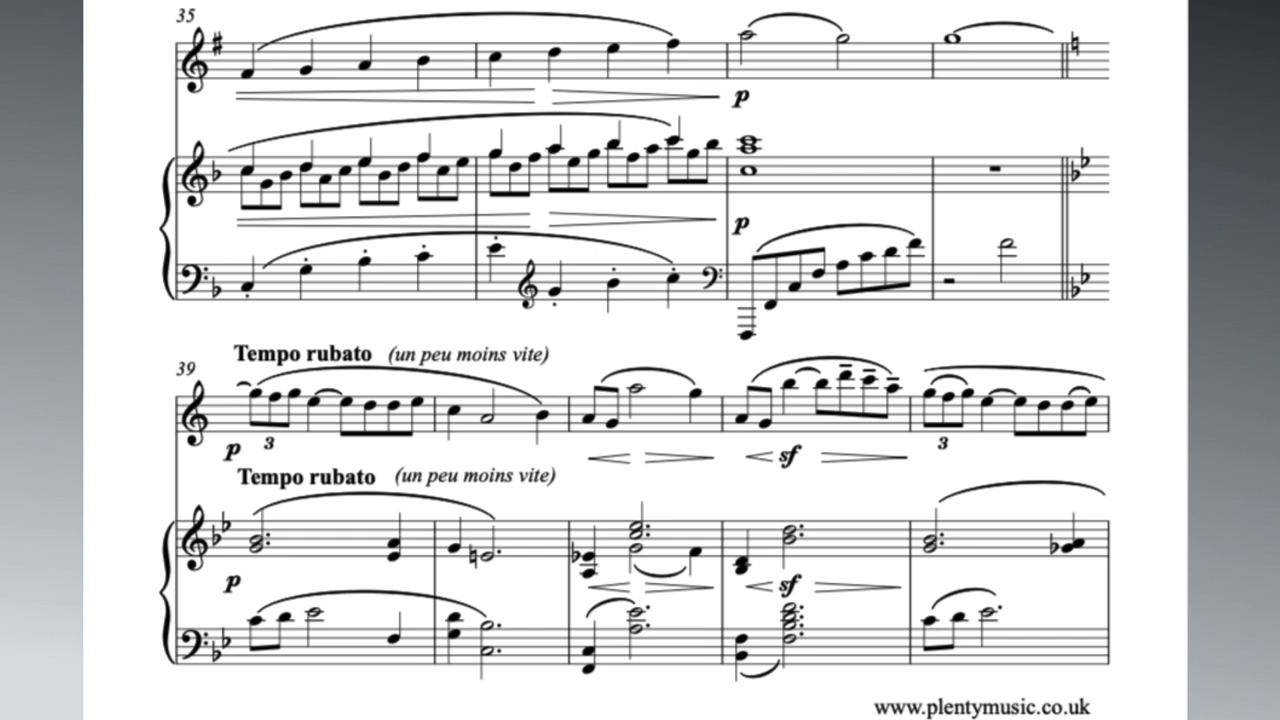 35
p
p
39
Tempo rubato (un peu moins vite)
3
p
sf
3
Tempo rubato (un peu moins vite)
p
sf
www.plentymusic.co.uk